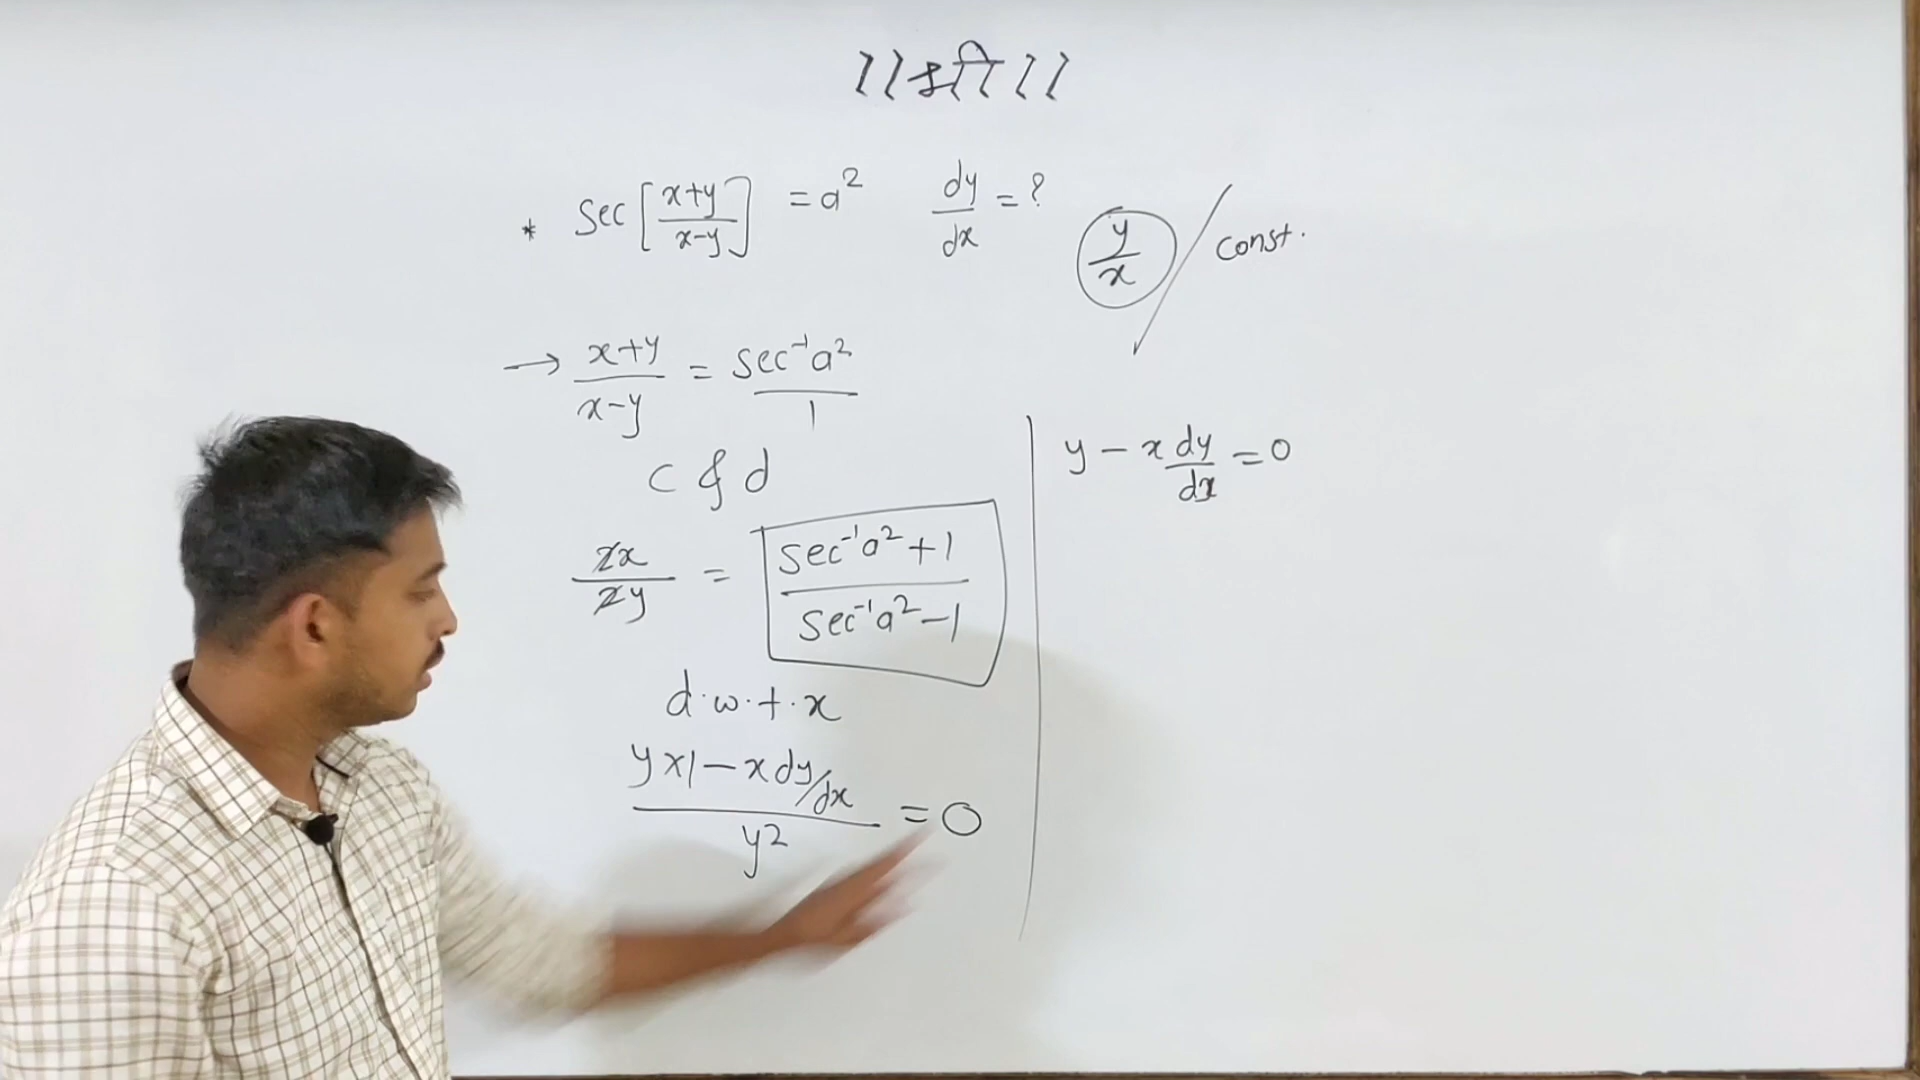 ।। श्री ।।
* Sec [x+y / x-y] = a² dy/dx = ?
y/x / const.
→ x+y / x-y = sec⁻¹a² / 1
c & d
2x / 2y = sec⁻¹a²+1 / sec⁻¹a²-1
d.w.t.x
y×1 - x dy/dx / y² = 0
y - x dy/dx = 0